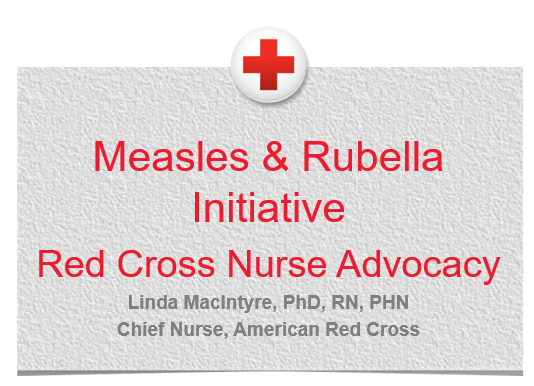 Measles & Rubella
Initiative
Red Cross Nurse Advocacy
Linda MacIntyre, PhD, RN, PHN
Chief Nurse, American Red Cross